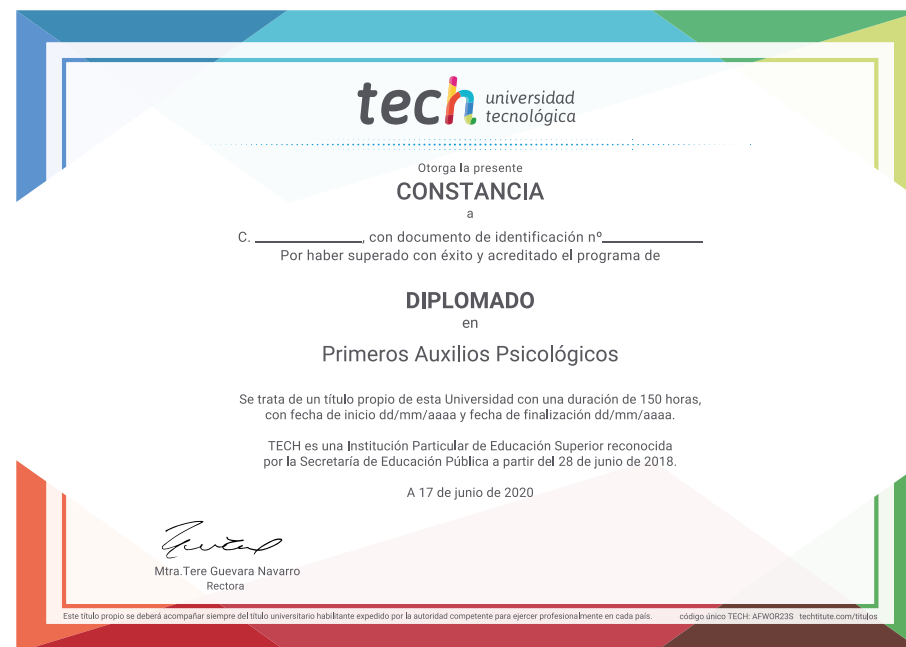 tech universidad
tecnológica
Otorga la presente
CONSTANCIA
a
C. ____________, con documento de identificación nº____________
Por haber superado con éxito y acreditado el programa de
DIPLOMADO
en
Primeros Auxilios Psicológicos
Se trata de un título propio de esta Universidad con una duración de 150 horas,
con fecha de inicio dd/mm/aaaa y fecha de finalización dd/mm/aaaa.
TECH es una Institución Particular de Educación Superior reconocida
por la Secretaría de Educación Pública a partir del 28 de junio de 2018.
A 17 de junio de 2020
Mtra.Tere Guevara Navarro
Rectora
Este título propio se deberá acompañar siempre del título universitario habilitante expedido por la autoridad competente para ejercer profesionalmente en cada país. código único TECH: AFWOR23S techtitute.com/titulos